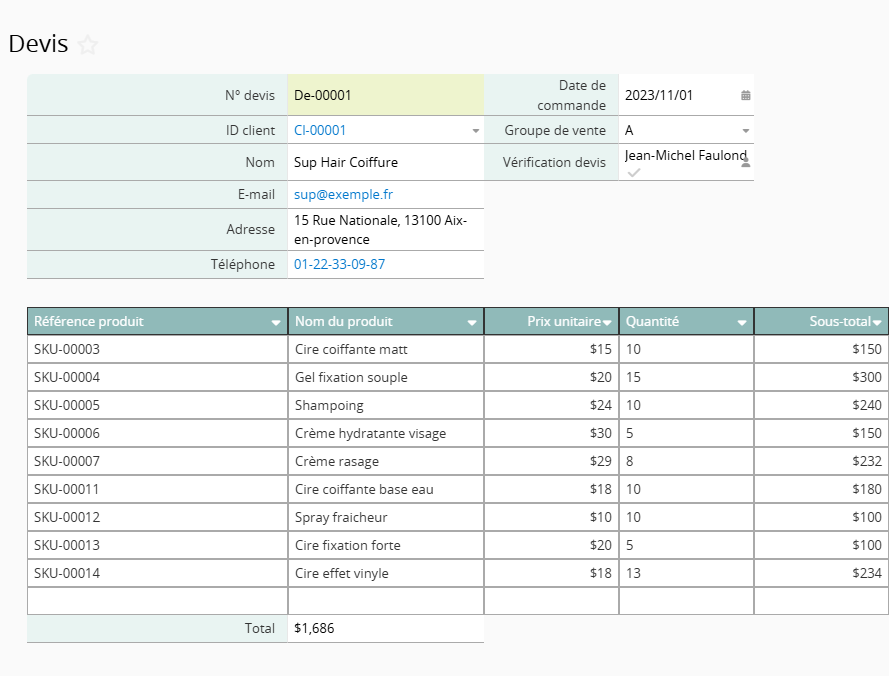 Devis
N° devis De-00001 Date de commande 2023/11/01
ID client Cl-00001 Groupe de vente A
Nom Sup Hair Coiffure Vérification devis Jean-Michel Faulond
E-mail sup@exemple.fr
Adresse 15 Rue Nationale, 13100 Aix-
en-provence
Téléphone 01-22-33-09-87
Référence produit Nom du produit Prix unitaire Quantité Sous-total
SKU-00003 Cire coiffante matt $15 10 $150
SKU-00004 Gel fixation souple $20 15 $300
SKU-00005 Shampoing $24 10 $240
SKU-00006 Crème hydratante visage $30 5 $150
SKU-00007 Crème rasage $29 8 $232
SKU-00011 Cire coiffante base eau $18 10 $180
SKU-00012 Spray fraicheur $10 10 $100
SKU-00013 Cire fixation forte $20 5 $100
SKU-00014 Cire effet vinyle $18 13 $234
Total $1,686